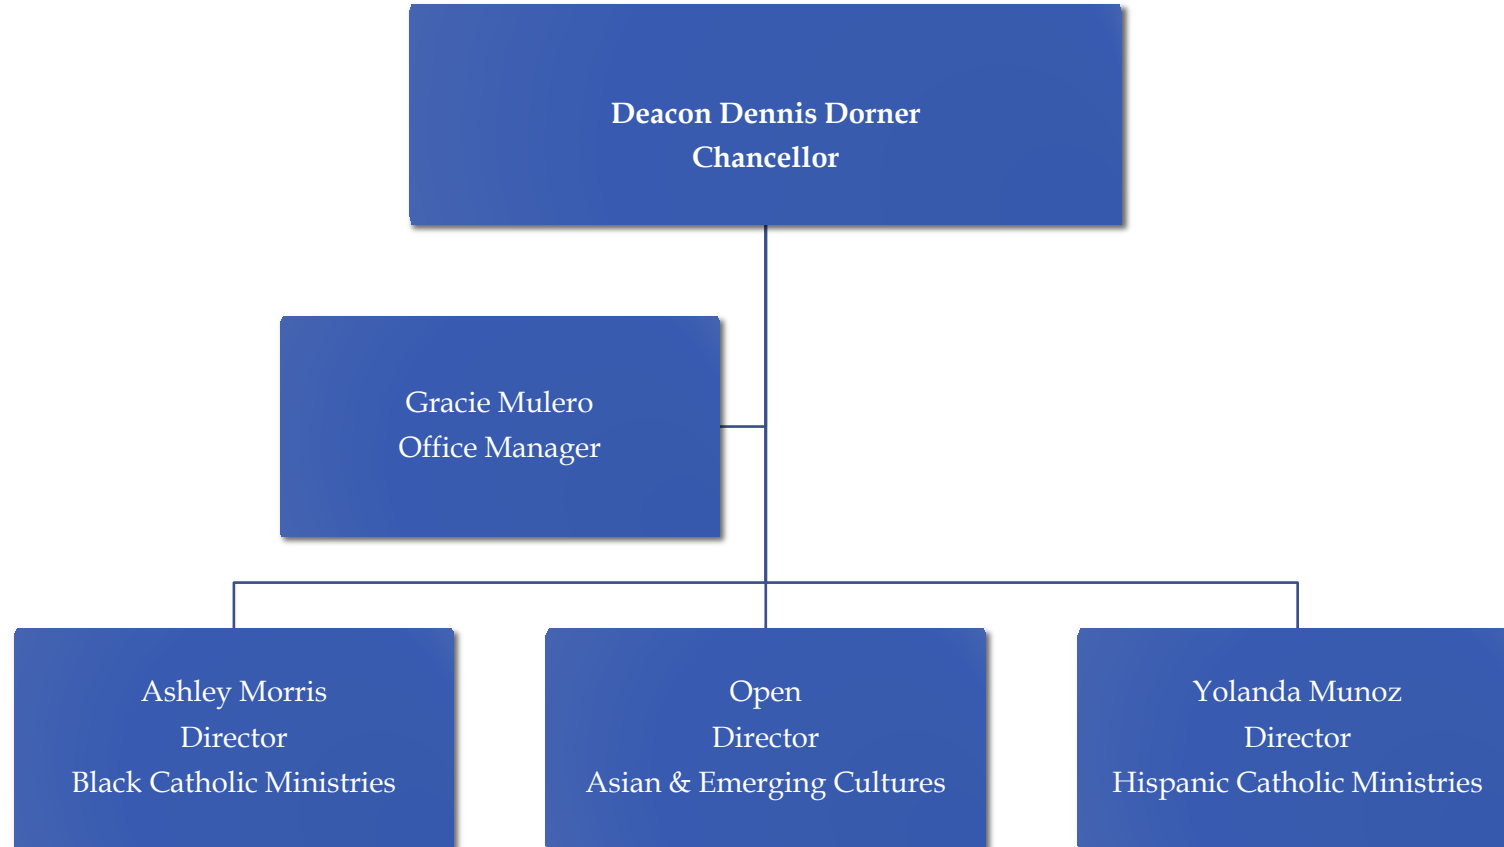 Deacon Dennis Dorner
Chancellor
Gracie Mulero
Office Manager
Ashley Morris
Director
Black Catholic Ministries
Open
Director
Asian & Emerging Cultures
Yolanda Munoz
Director
Hispanic Catholic Ministries